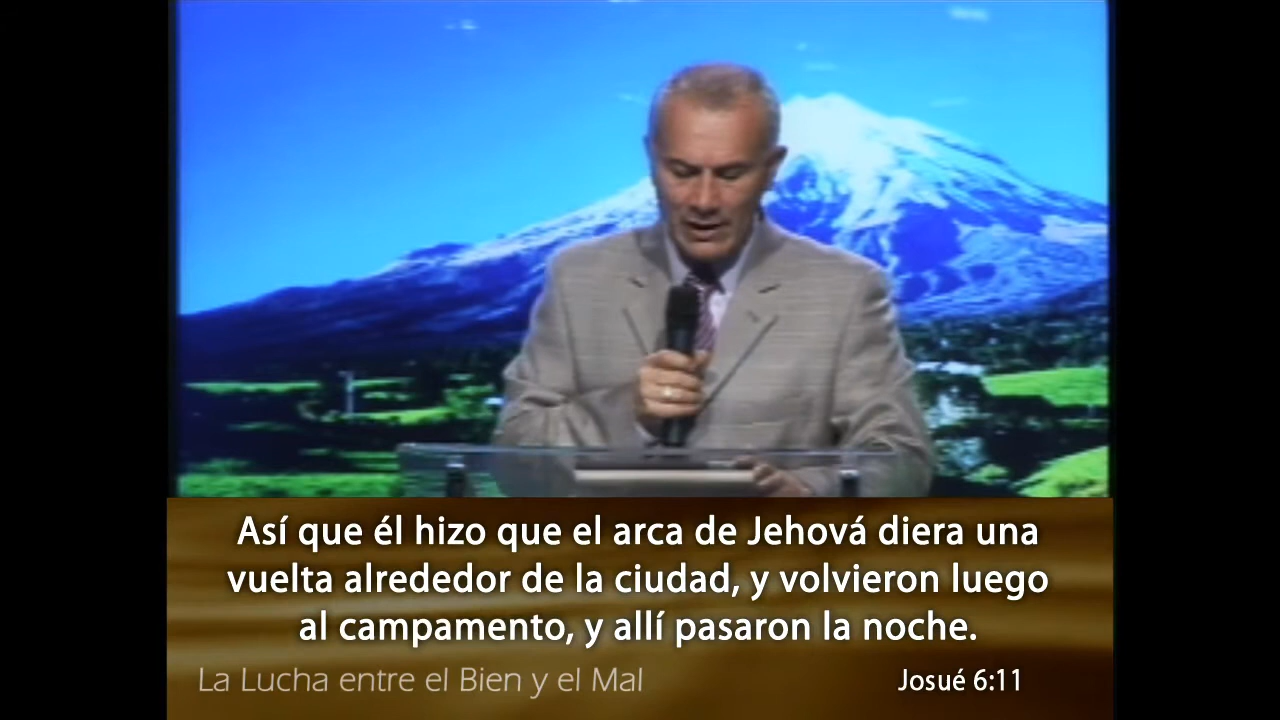 Así que él hizo que el arca de Jehová diera una
vuelta alrededor de la ciudad, y volvieron luego
al campamento, y allí pasaron la noche.
La Lucha entre el Bien y el Mal
Josué 6:11